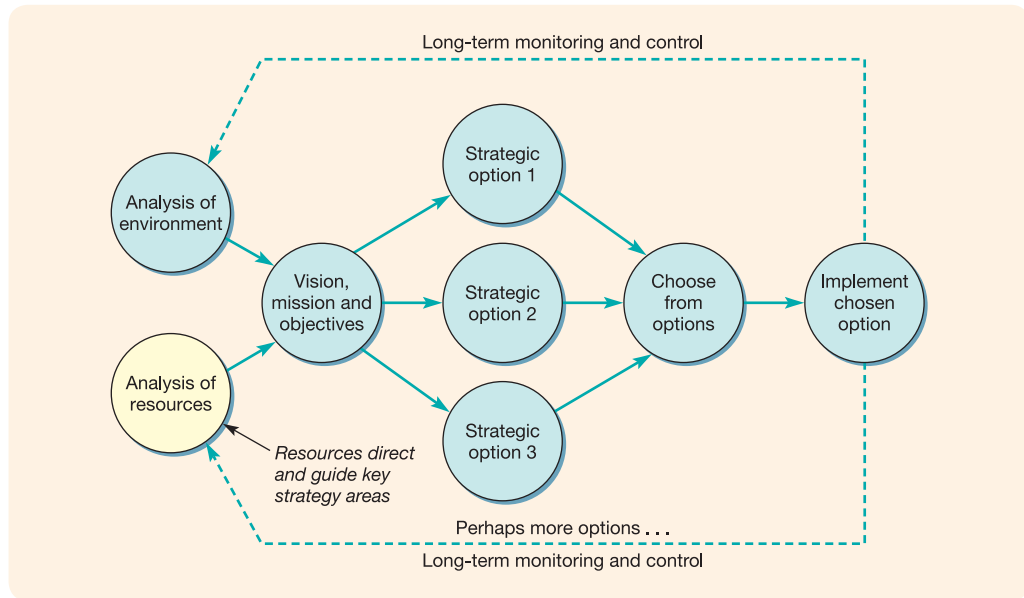 Long-term monitoring and control
Analysis of
environment
Strategic
option 1
Vision,
mission and
objectives
Strategic
option 2
Choose
from
options
Implement
chosen
option
Analysis of
resources
Strategic
option 3
Resources direct
and guide key
strategy areas
Perhaps more options . . .
Long-term monitoring and control